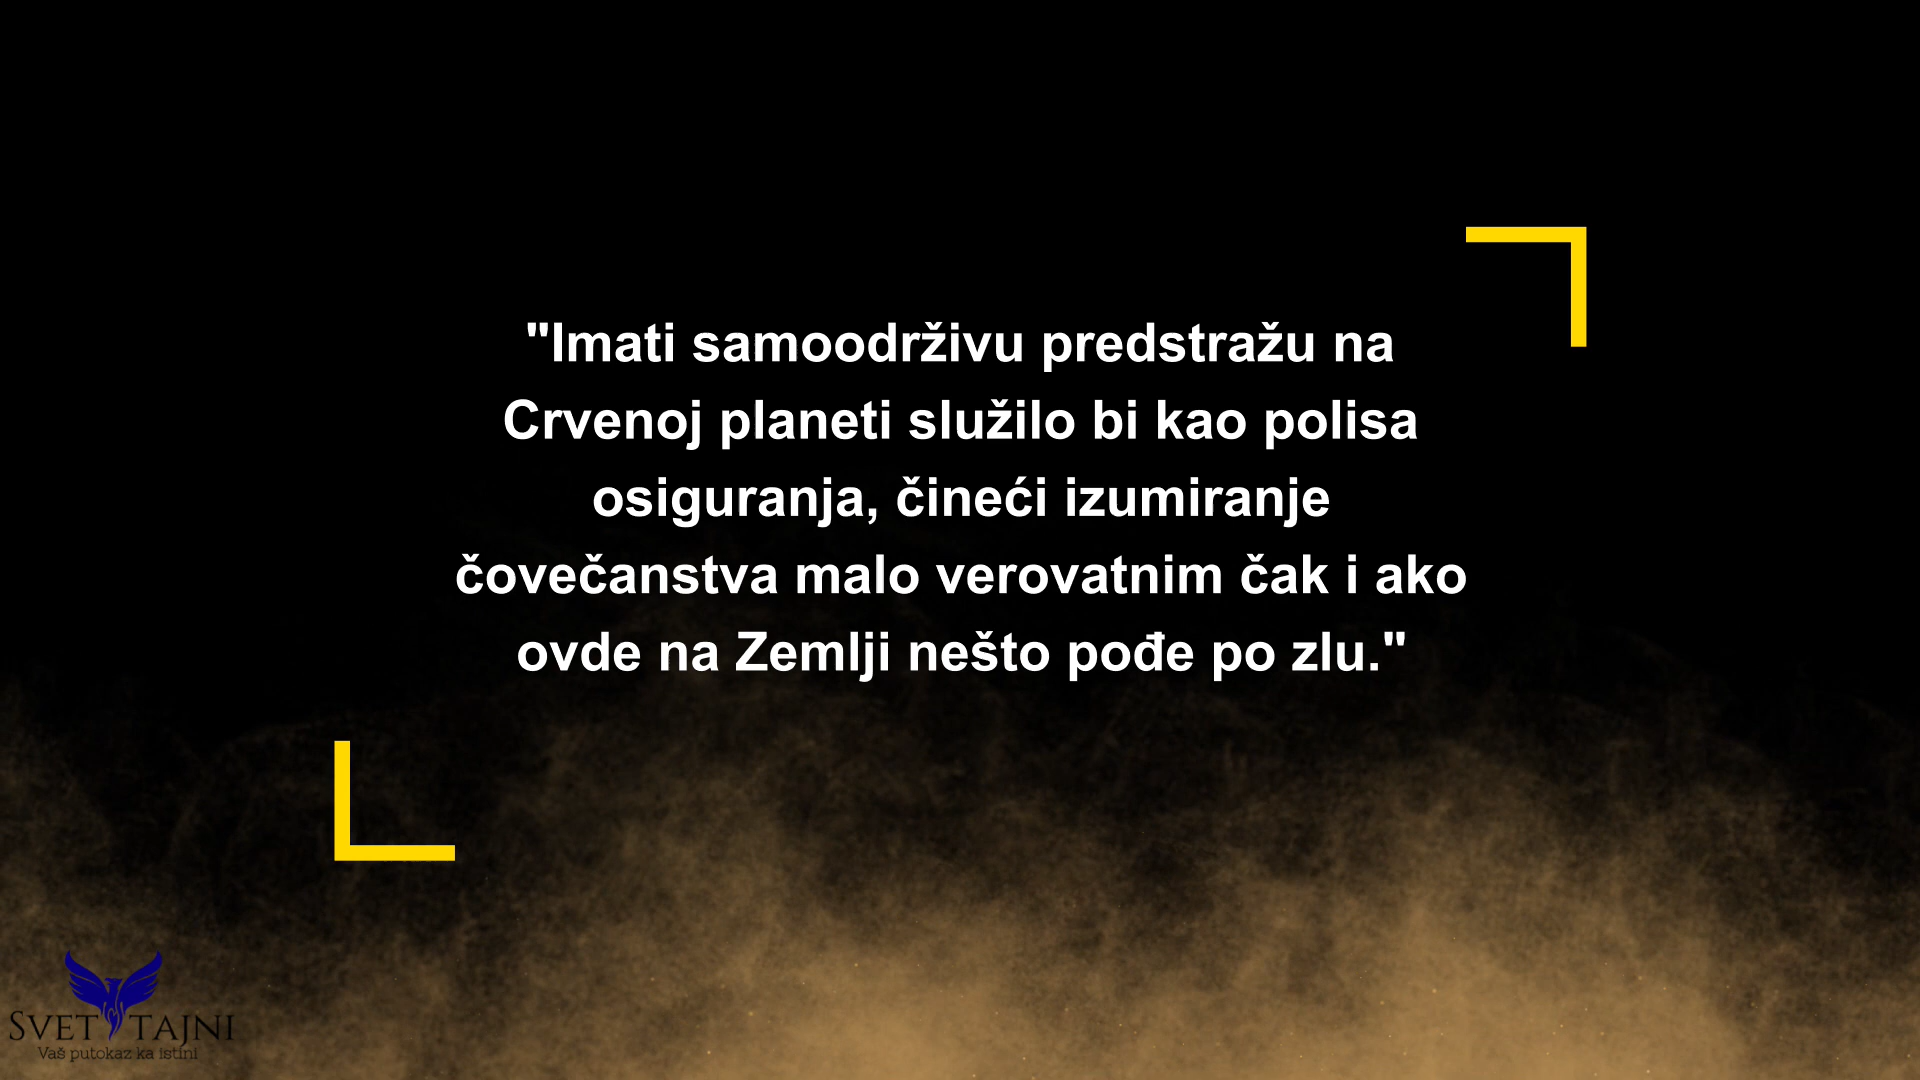 "Imati samoodrživu predstražu na
Crvenoj planeti služilo bi kao polisa
osiguranja, čineći izumiranje
čovečanstva malo verovatnim čak i ako
ovde na Zemlji nešto pođe po zlu."
SVET TAJNI
Vaš putokaz ka istini